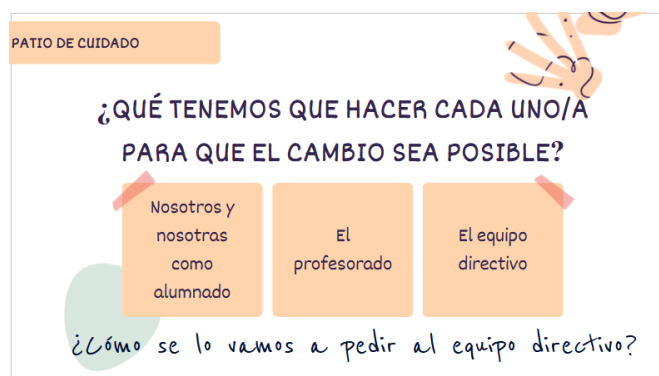 PATIO DE CUIDADO
¿QUÉ TENEMOS QUE HACER CADA UNO/A
PARA QUE EL CAMBIO SEA POSIBLE?
Nosotros y
nosotras
como
alumnado
El
profesorado
El equipo
directivo
¿Cómo se lo vamos a pedir al equipo directivo?